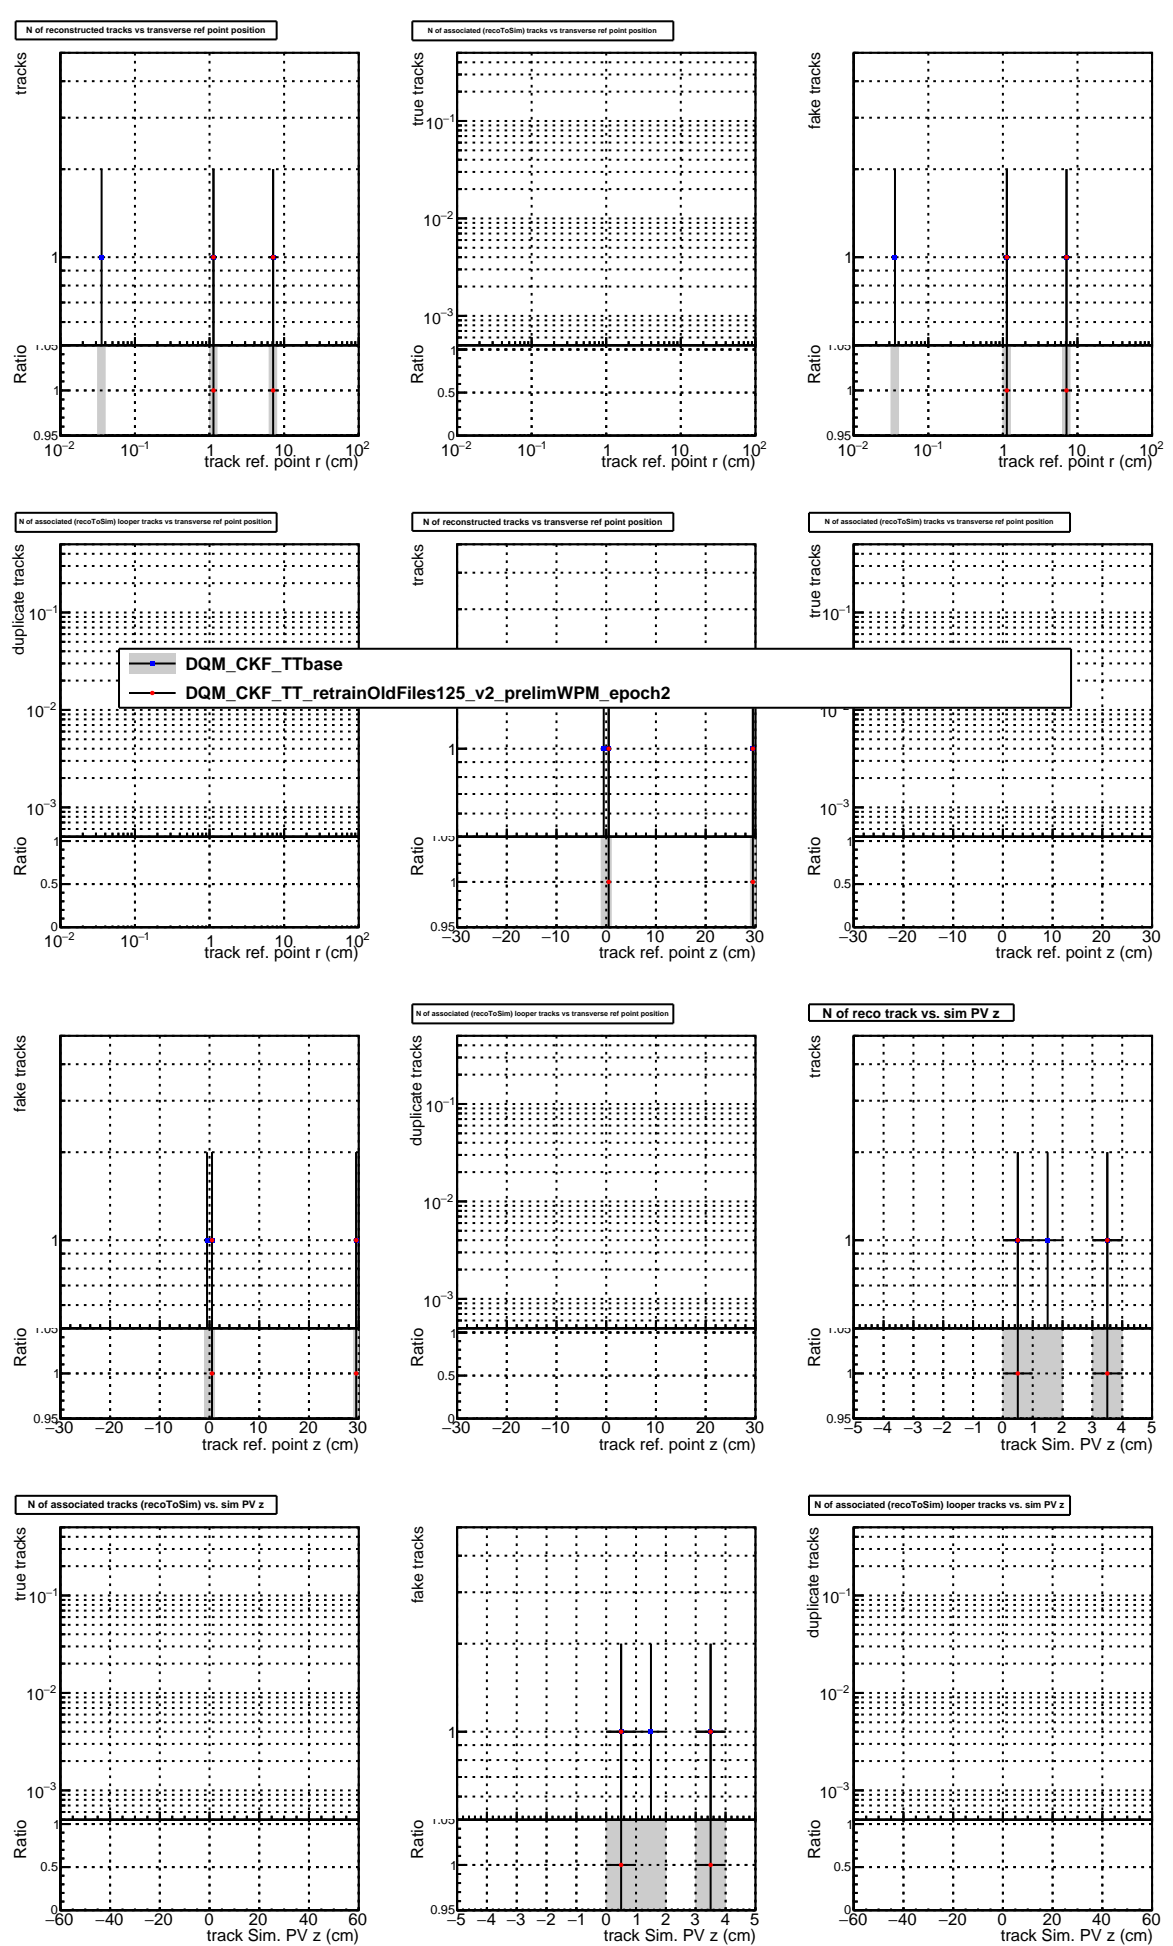 N of reconstructed tracks vs transverse ref point position
N of associated (recoToSim) tracks vs transverse ref point position
tracks
true tracks
fake tracks
10⁻¹
10⁻²
10⁻³
1
1
Ratio
1.05
1
0.95
Ratio
1
0.5
0
Ratio
1.05
1
0.95
10⁻² 10⁻¹ 1 10 10²
10⁻² 10⁻¹ 1 10 10²
10⁻² 10⁻¹ 1 10 10²
track ref. point r (cm)
track ref. point r (cm)
track ref. point r (cm)
N of associated (recoToSim) looper tracks vs transverse ref point position
N of reconstructed tracks vs transverse ref point position
N of associated (recoToSim) tracks vs transverse ref point position
duplicate tracks
tracks
true tracks
10⁻¹
10⁻¹
DQM_CKF_TTbase
DQM_CKF_TT_retrainOldFiles125_v2_prelimWPM_epoch2
10⁻²
10⁻²
1
10⁻³
10⁻³
Ratio
1
0.5
0
Ratio
1.05
1
0.95
Ratio
1
0.5
0
10⁻² 10⁻¹ 1 10 10²
−30 −20 −10 0 10 20 30
−30 −20 −10 0 10 20 30
track ref. point r (cm)
track ref. point z (cm)
track ref. point z (cm)
N of associated (recoToSim) looper tracks vs transverse ref point position
N of reco track vs. sim PV z
fake tracks
duplicate tracks
tracks
1
10⁻¹
10⁻²
10⁻³
1
Ratio
1.05
1
0.95
Ratio
1
0.5
0
Ratio
1.05
1
0.95
−30 −20 −10 0 10 20 30
−30 −20 −10 0 10 20 30
−5 −4 −3 −2 −1 0 1 2 3 4 5
track ref. point z (cm)
track ref. point z (cm)
track Sim. PV z (cm)
N of associated tracks (recoToSim) vs. sim PV z
N of associated (recoToSim) looper tracks vs. sim PV z
true tracks
fake tracks
duplicate tracks
10⁻¹
10⁻²
10⁻³
1
10⁻¹
10⁻²
10⁻³
Ratio
1
0.5
0
Ratio
1.05
1
0.95
Ratio
1
0.5
0
−60 −40 −20 0 20 40 60
−5 −4 −3 −2 −1 0 1 2 3 4 5
−60 −40 −20 0 20 40 60
track Sim. PV z (cm)
track Sim. PV z (cm)
track Sim. PV z (cm)